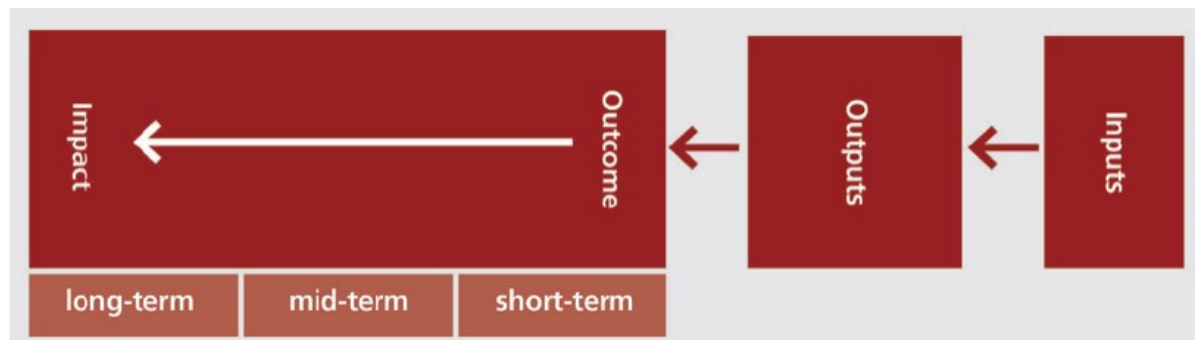 Impact
Outcome
Outputs
Inputs
long-term
mid-term
short-term